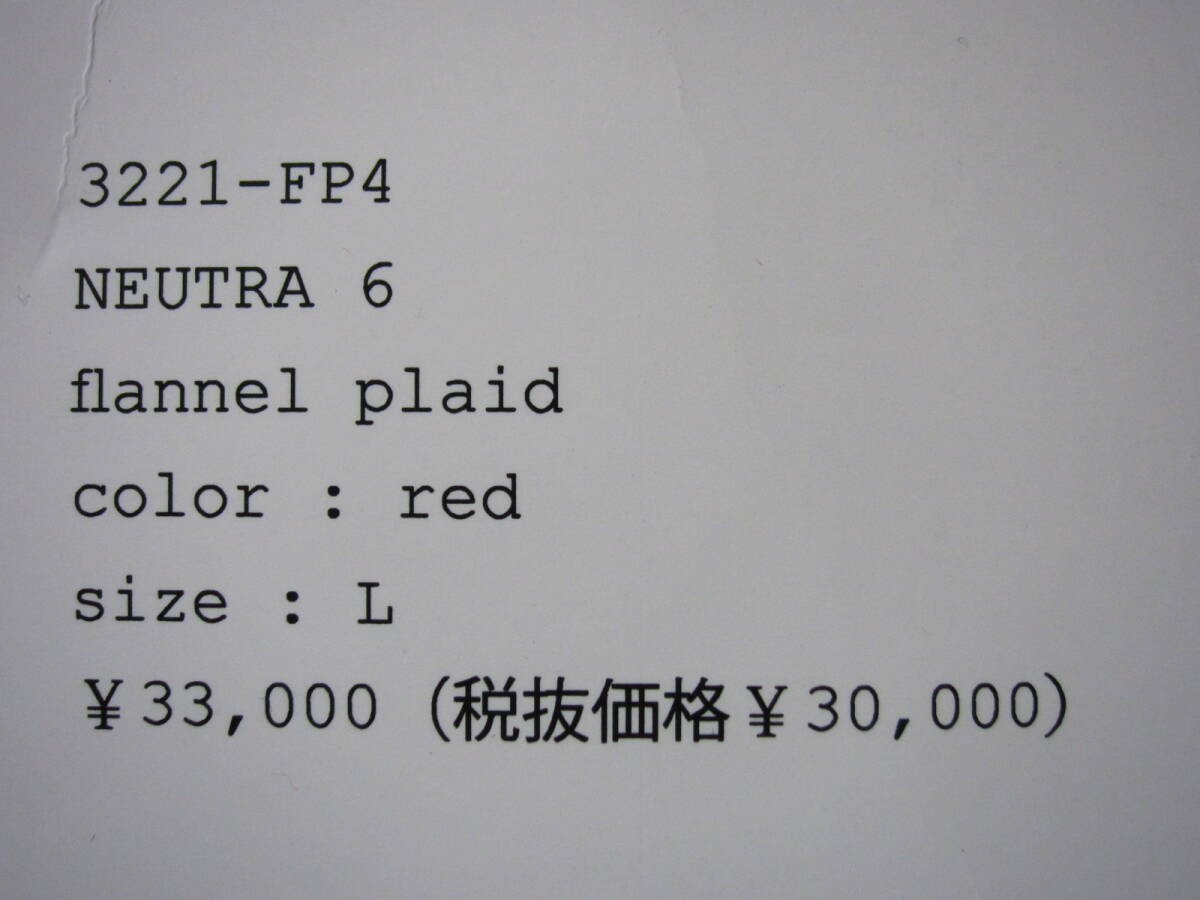 3221-FP4
NEUTRA 6
flannel plaid
color : red
size : L
¥33,000 (税抜価格¥30,000)